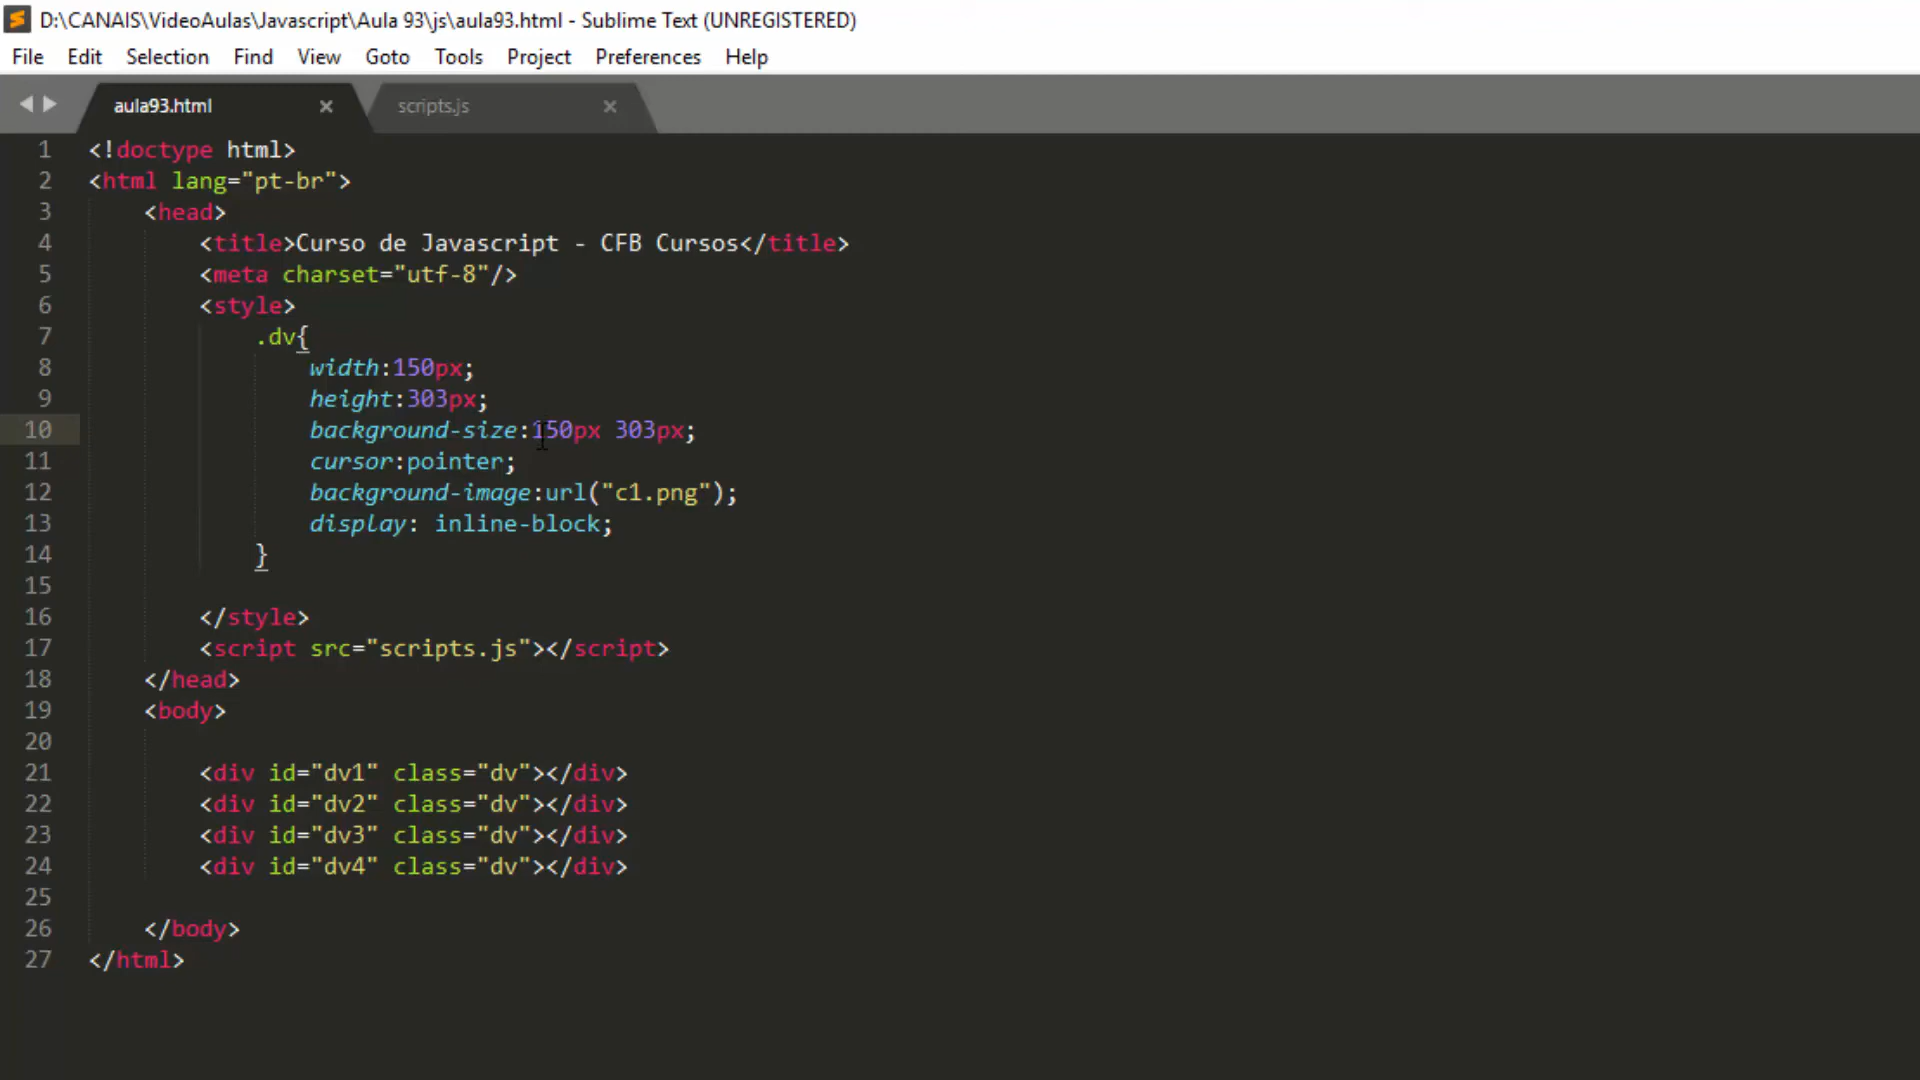 D:\CANAIS\VideoAulas\Javascript\Aula 93\js\aula93.html - Sublime Text (UNREGISTERED)
File Edit Selection Find View Goto Tools Project Preferences Help
aula93.html × scripts.js ×
1 <!doctype html>
2 <html lang="pt-br">
3 <head>
4 <title>Curso de Javascript - CFB Cursos</title>
5 <meta charset="utf-8"/>
6 <style>
7 .dv{
8 width:150px;
9 height:303px;
10 background-size:150px 303px;
11 cursor:pointer;
12 background-image:url("c1.png");
13 display: inline-block;
14 }
15
16 </style>
17 <script src="scripts.js"></script>
18 </head>
19 <body>
20
21 <div id="dv1" class="dv"></div>
22 <div id="dv2" class="dv"></div>
23 <div id="dv3" class="dv"></div>
24 <div id="dv4" class="dv"></div>
25
26 </body>
27 </html>